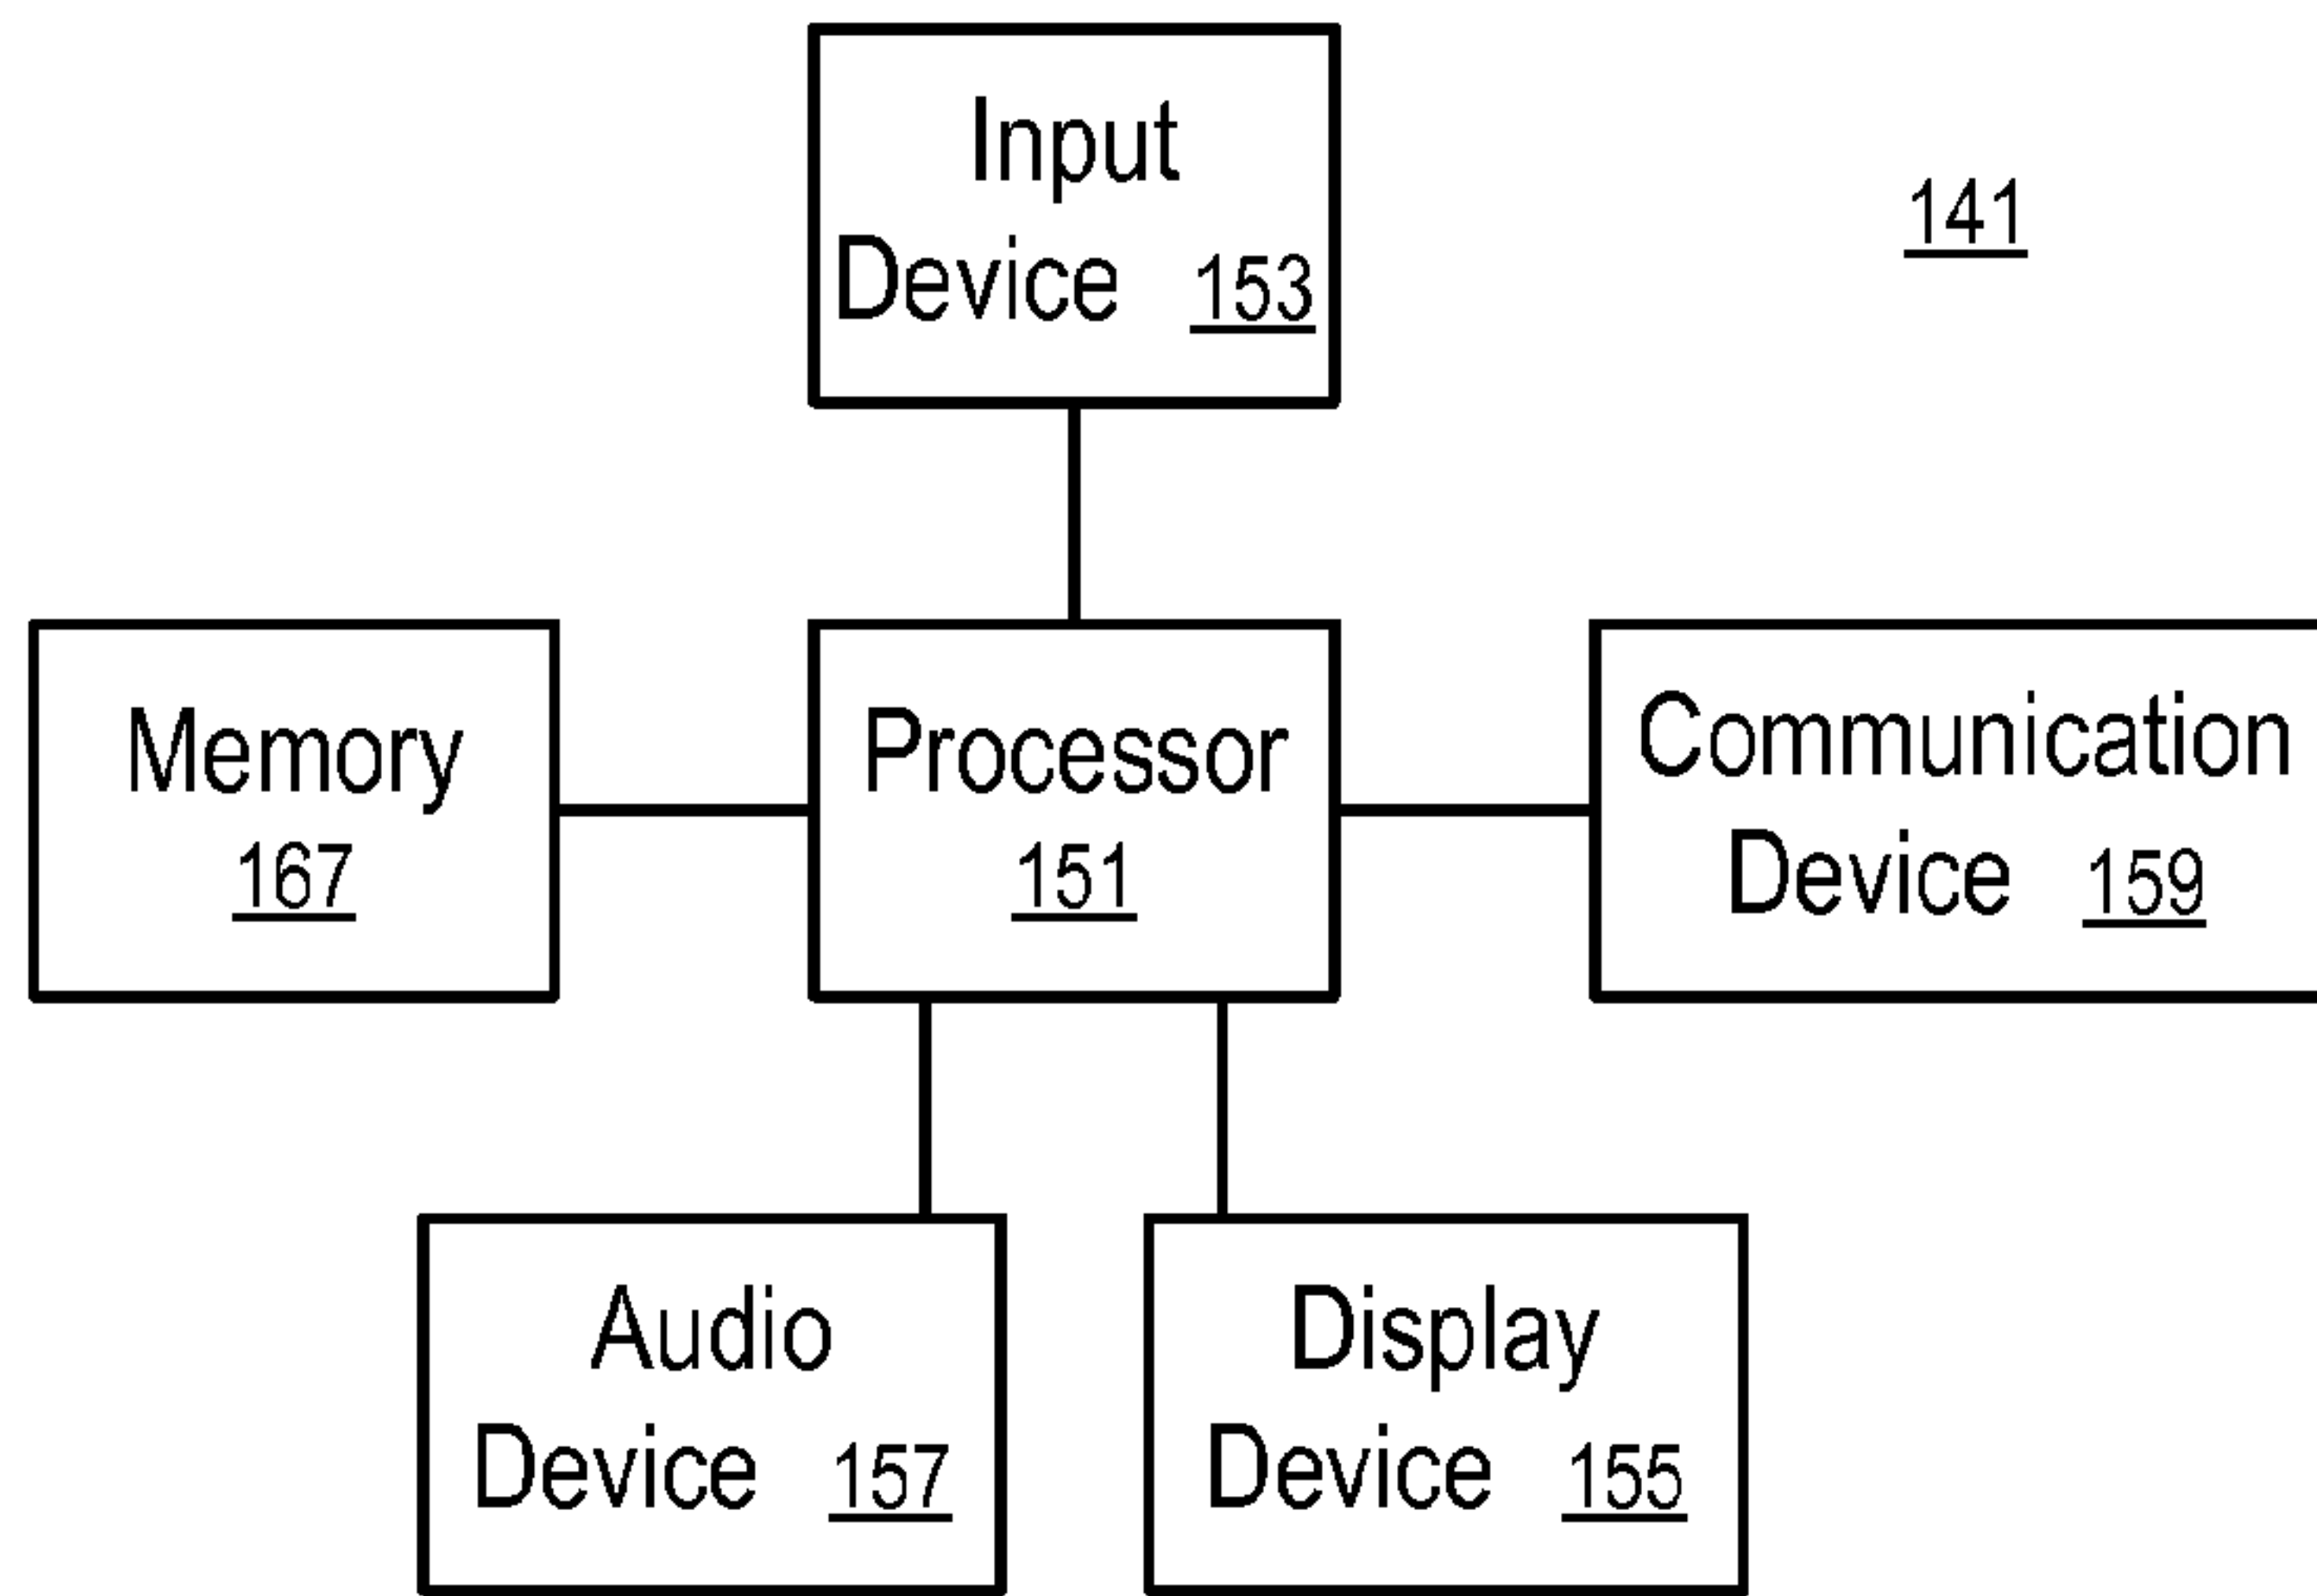 Input
Device 153
141
Memory
167
Processor
151
Communication
Device 159
Audio
Device 157
Display
Device 155